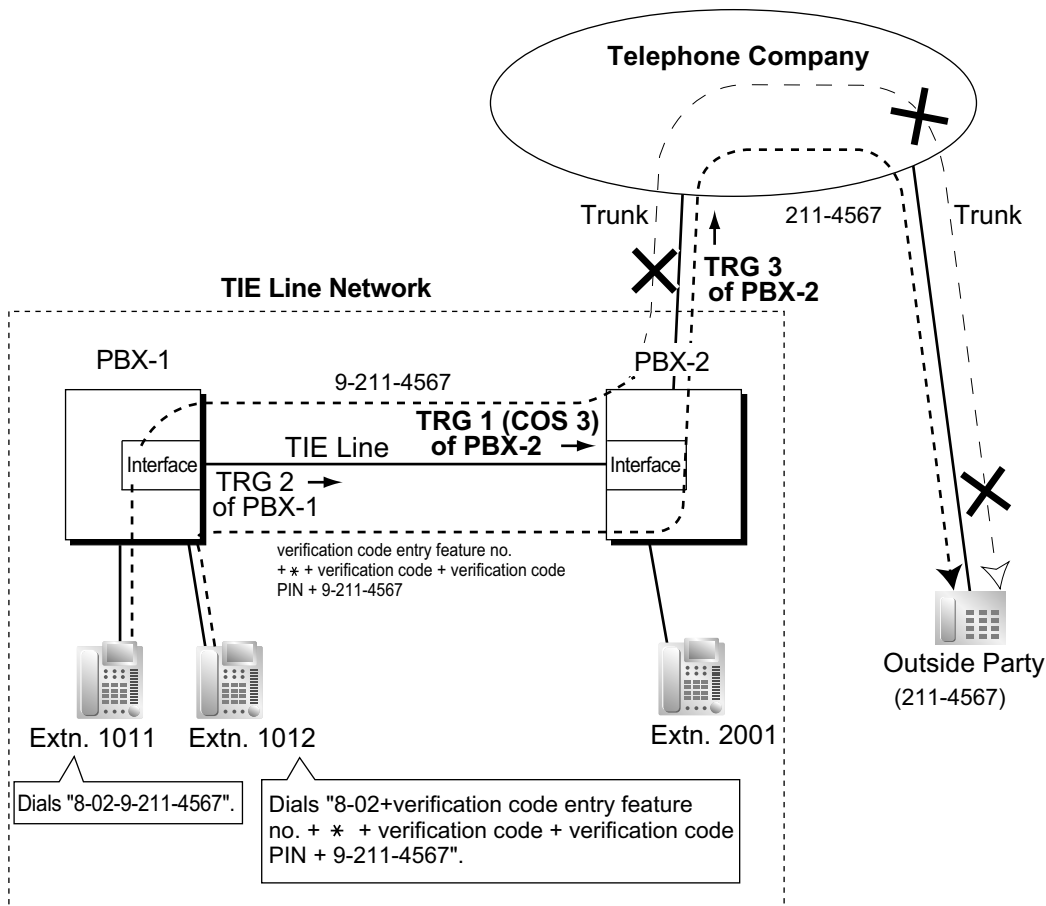 Telephone Company
Trunk
211-4567
Trunk
TRG 3
of PBX-2
TIE Line Network
PBX-1
PBX-2
9-211-4567
TRG 1 (COS 3)
of PBX-2
TIE Line
Interface
Interface
TRG 2
of PBX-1
verification code entry feature no.
+ * + verification code + verification code
PIN + 9-211-4567
Outside Party
(211-4567)
Extn. 1011
Extn. 1012
Extn. 2001
Dials "8-02-9-211-4567".
Dials "8-02+verification code entry feature
no. + * + verification code + verification code
PIN + 9-211-4567".